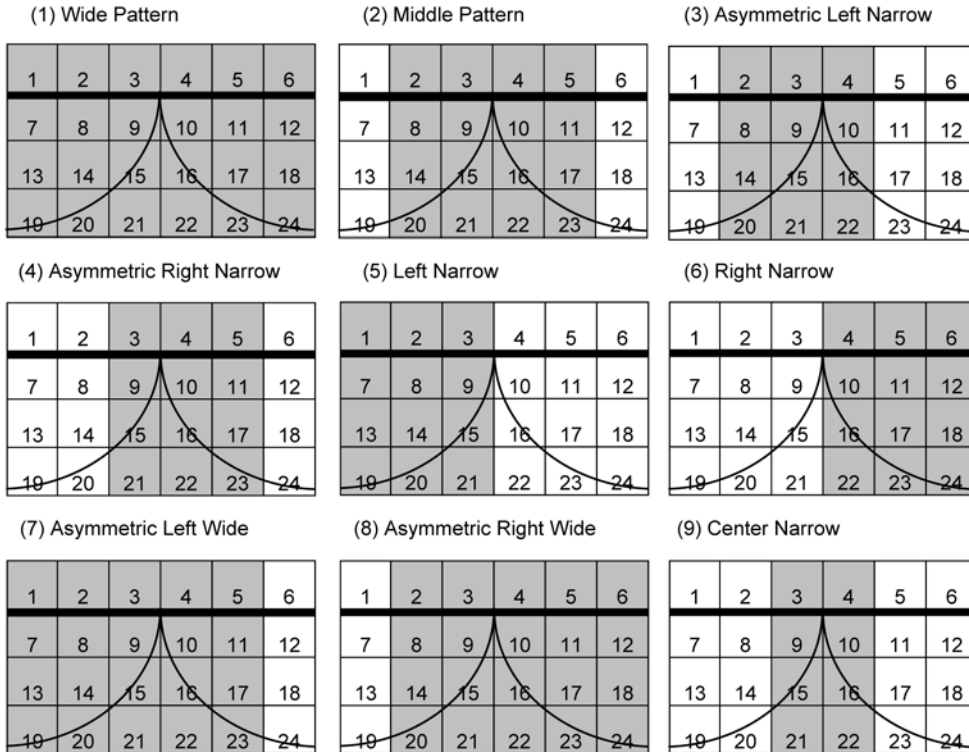 (1) Wide Pattern (2) Middle Pattern (3) Asymmetric Left Narrow
1 2 3 4 5 6 1 2 3 4 5 6 1 2 3 4 5 6
7 8 9 10 11 12 7 8 9 10 11 12 7 8 9 10 11 12
13 14 15 16 17 18 13 14 15 16 17 18 13 14 15 16 17 18
19 20 21 22 23 24 19 20 21 22 23 24 19 20 21 22 23 24
(4) Asymmetric Right Narrow (5) Left Narrow (6) Right Narrow
1 2 3 4 5 6 1 2 3 4 5 6 1 2 3 4 5 6
7 8 9 10 11 12 7 8 9 10 11 12 7 8 9 10 11 12
13 14 15 16 17 18 13 14 15 16 17 18 13 14 15 16 17 18
19 20 21 22 23 24 19 20 21 22 23 24 19 20 21 22 23 24
(7) Asymmetric Left Wide (8) Asymmetric Right Wide (9) Center Narrow
1 2 3 4 5 6 1 2 3 4 5 6 1 2 3 4 5 6
7 8 9 10 11 12 7 8 9 10 11 12 7 8 9 10 11 12
13 14 15 16 17 18 13 14 15 16 17 18 13 14 15 16 17 18
19 20 21 22 23 24 19 20 21 22 23 24 19 20 21 22 23 24